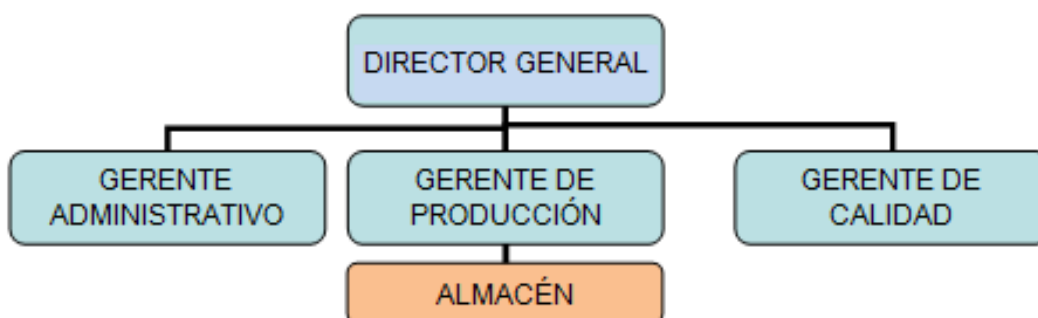 DIRECTOR GENERAL
GERENTE
ADMINISTRATIVO
GERENTE DE
PRODUCCIÓN
GERENTE DE
CALIDAD
ALMACÉN